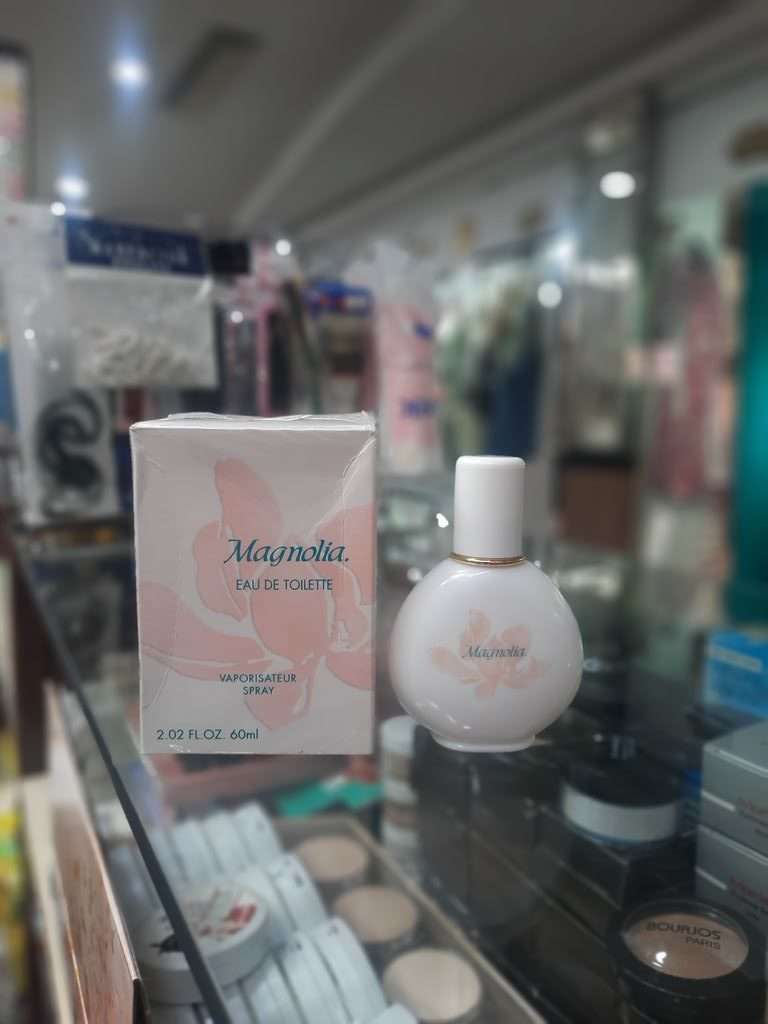 Magnolia.
EAU DE TOILETTE
VAPORISATEUR
SPRAY
2.02 FL.OZ. 60ml
Magnolia.
BOURJOIS
PARIS